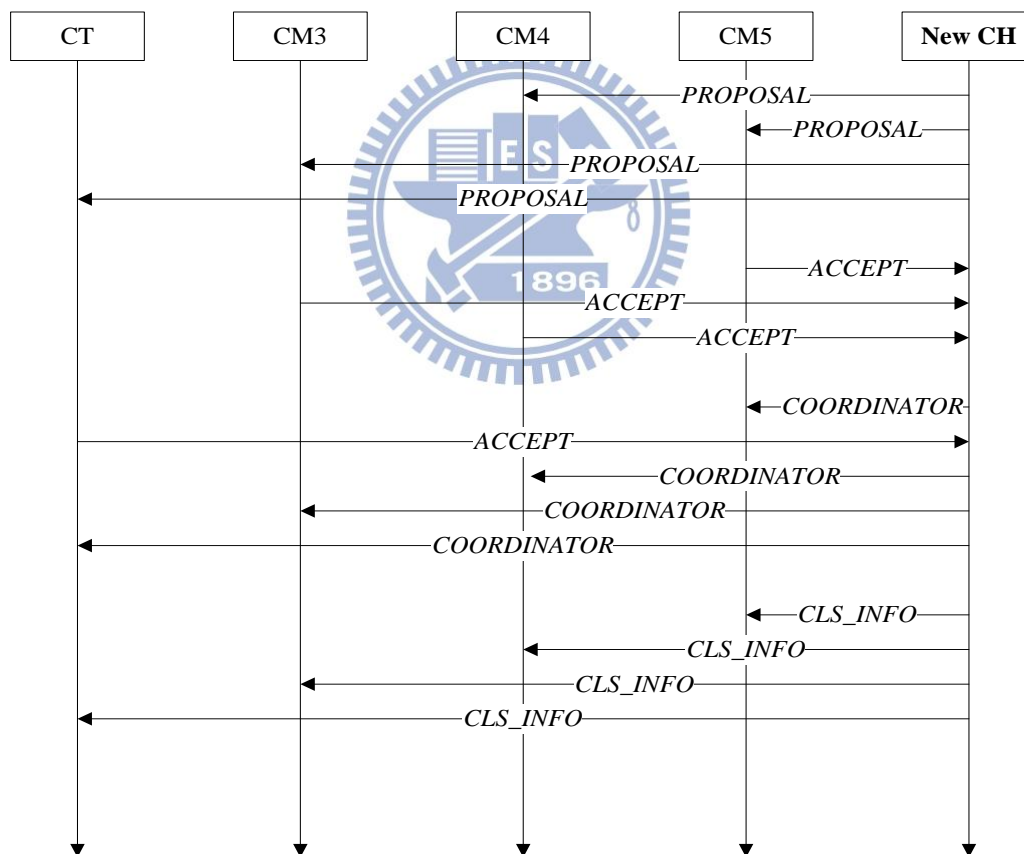 CT CM3 CM4 CM5 New CH
PROPOSAL
PROPOSAL
PROPOSAL
PROPOSAL
ACCEPT
ACCEPT
ACCEPT
COORDINATOR
ACCEPT
COORDINATOR
COORDINATOR
COORDINATOR
CLS_INFO
CLS_INFO
CLS_INFO
CLS_INFO
E S
1896